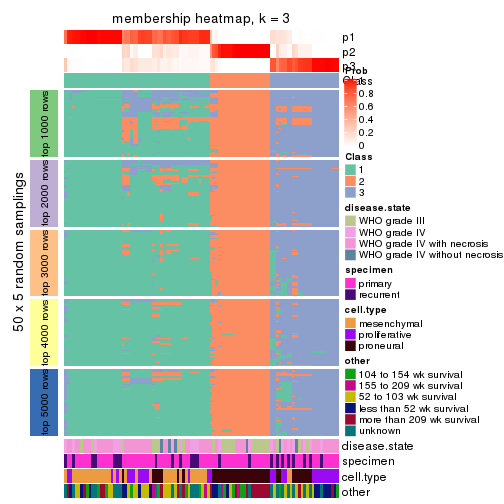 membership heatmap, k = 3
p1
p2
p3
Prob
Class
0.8
0.6
0.4
0.2
0
Class
1
2
3
disease.state
WHO grade III
WHO grade IV
WHO grade IV with necrosis
WHO grade IV without necrosis
specimen
primary
recurrent
cell.type
mesenchymal
proliferative
proneural
other
104 to 154 wk survival
155 to 209 wk survival
52 to 103 wk survival
less than 52 wk survival
more than 209 wk survival
unknown
50 x 5 random samplings
top 1000 rows
top 2000 rows
top 3000 rows
top 4000 rows
top 5000 rows
disease.state
specimen
cell.type
other